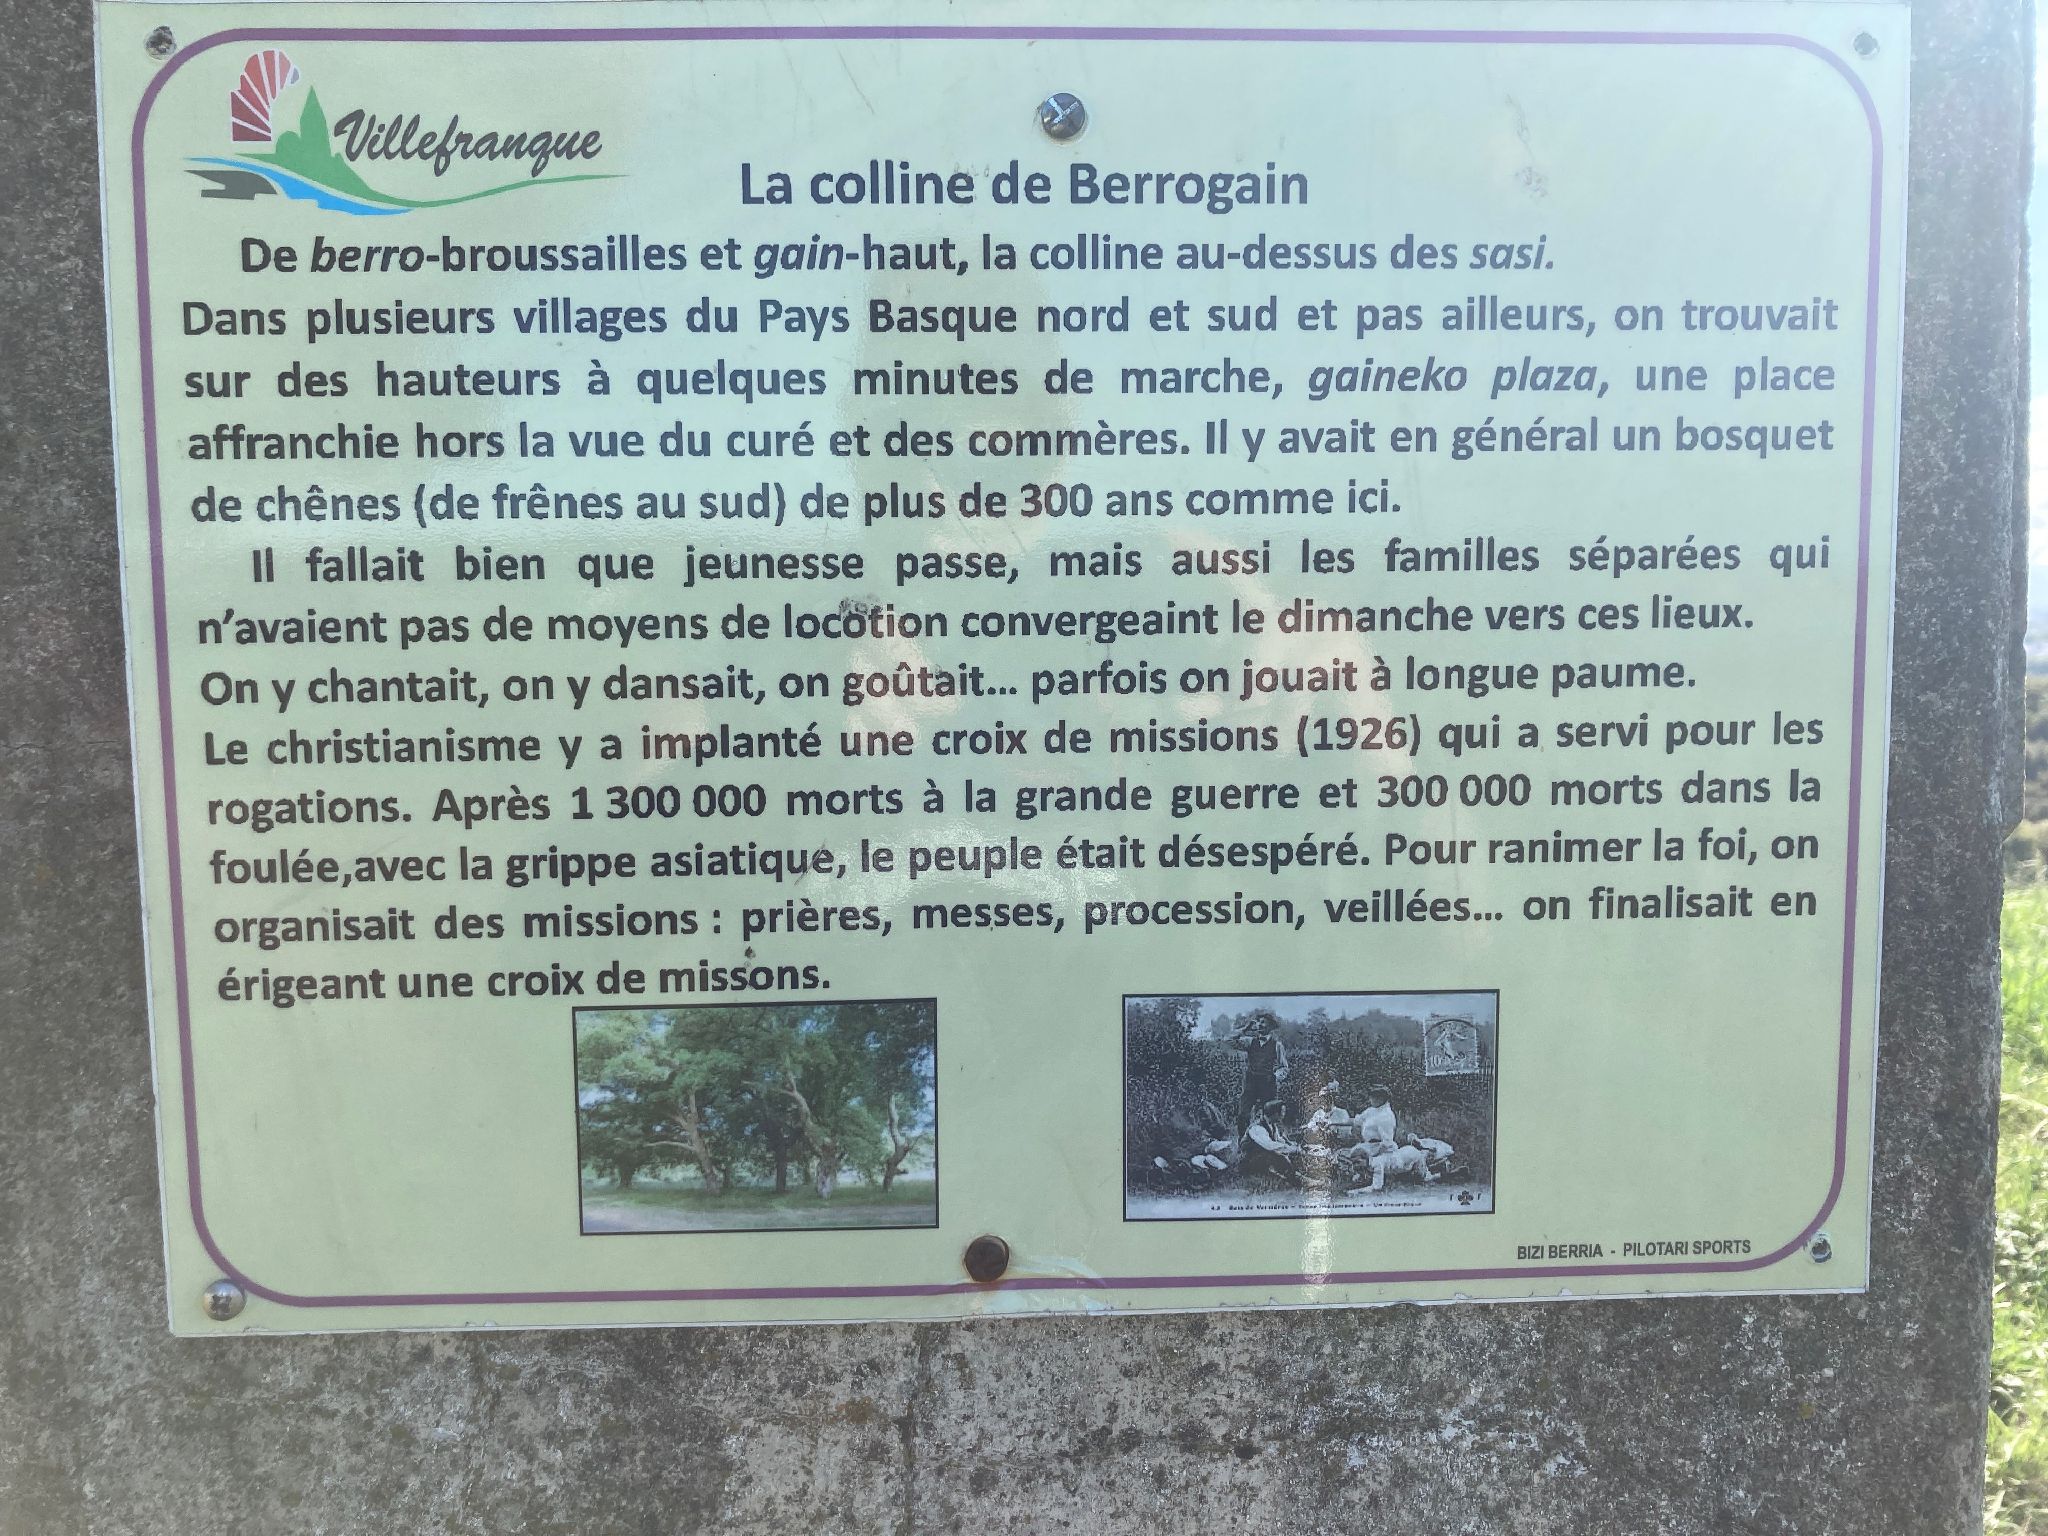 Villefranque
La colline de Berrogain
De berro-broussailles et gain-haut, la colline au-dessus des sasi.
Dans plusieurs villages du Pays Basque nord et sud et pas ailleurs, on trouvait
sur des hauteurs à quelques minutes de marche, gaineko plaza, une place
affranchie hors la vue du curé et des commères. Il y avait en général un bosquet
de chênes (de frênes au sud) de plus de 300 ans comme ici.
Il fallait bien que jeunesse passe, mais aussi les familles séparées qui
n'avaient pas de moyens de locotion convergeaint le dimanche vers ces lieux.
On y chantait, on y dansait, on goûtait... parfois on jouait à longue paume.
Le christianisme y a implanté une croix de missions (1926) qui a servi pour les
rogations. Après 1 300 000 morts à la grande guerre et 300 000 morts dans la
foulée,avec la grippe asiatique, le peuple était désespéré. Pour ranimer la foi, on
organisait des missions : prières, messes, procession, veillées... on finalisait en
érigeant une croix de missons.
BIZI BERRIA - PILOTARI SPORTS